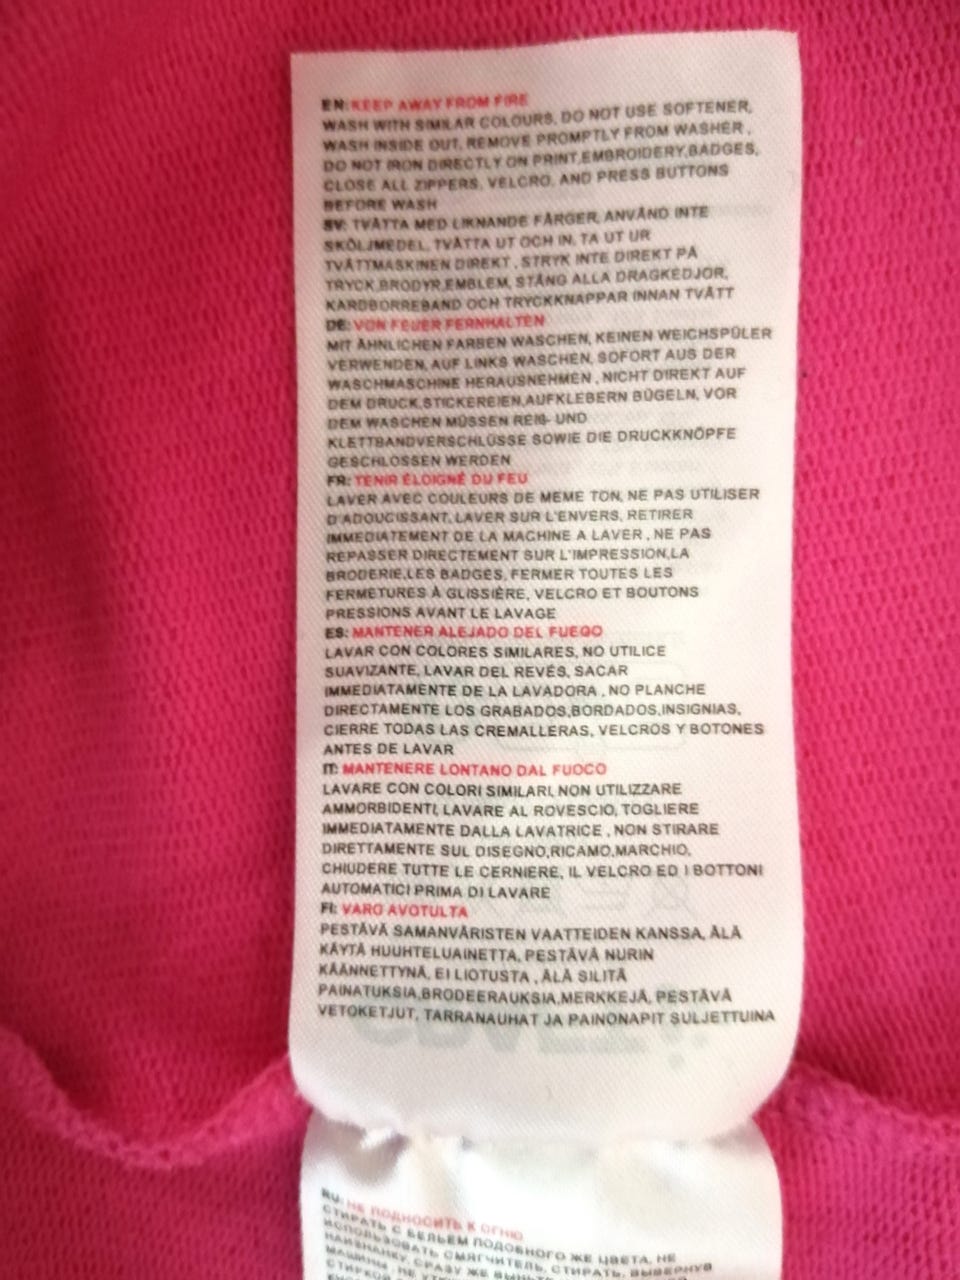 EN: KEEP AWAY FROM FIRE
WASH WITH SIMILAR COLOURS, DO NOT USE SOFTENER,
WASH INSIDE OUT, REMOVE PROMPTLY FROM WASHER ,
DO NOT IRON DIRECTLY ON PRINT,EMBROIDERY,BADGES,
CLOSE ALL ZIPPERS, VELCRO, AND PRESS BUTTONS
BEFORE WASH
SV: TVÄTTA MED LIKNANDE FÄRGER, ANVÄND INTE
SKÖLJMEDEL, TVÄTTA UT OCH IN, TA UT UR
TVÄTTMASKINEN DIREKT , STRYK INTE DIREKT PÅ
TRYCK,BRODYR,EMBLEM, STÄNG ALLA DRAGKEDJOR,
KARDBORREBAND OCH TRYCKKNAPPAR INNAN TVÄTT
DE: VON FEUER FERNHALTEN
MIT ÄHNLICHEN FARBEN WASCHEN, KEINEN WEICHSPÜLER
VERWENDEN, AUF LINKS WASCHEN, SOFORT AUS DER
WASCHMASCHINE HERAUSNEHMEN , NICHT DIREKT AUF
DEM DRUCK,STICKEREIEN,AUFKLEBERN BÜGELN, VOR
DEM WASCHEN MÜSSEN REIß- UND
KLETTBANDVERSCHLÜSSE SOWIE DIE DRUCKKNÖPFE
GESCHLOSSEN WERDEN
FR: TENIR ÉLOIGNÉ DU FEU
LAVER AVEC COULEURS DE MEME TON, NE PAS UTILISER
D'ADOUCISSANT, LAVER SUR L'ENVERS, RETIRER
IMMEDIATEMENT DE LA MACHINE A LAVER , NE PAS
REPASSER DIRECTEMENT SUR L'IMPRESSION,LA
BRODERIE,LES BADGES, FERMER TOUTES LES
FERMETURES À GLISSIÈRE, VELCRO ET BOUTONS
PRESSIONS AVANT LE LAVAGE
ES: MANTENER ALEJADO DEL FUEGO
LAVAR CON COLORES SIMILARES, NO UTILICE
SUAVIZANTE, LAVAR DEL REVÉS, SACAR
IMMEDIATAMENTE DE LA LAVADORA , NO PLANCHE
DIRECTAMENTE LOS GRABADOS,BORDADOS,INSIGNIAS,
CIERRE TODAS LAS CREMALLERAS, VELCROS Y BOTONES
ANTES DE LAVAR
IT: MANTENERE LONTANO DAL FUOCO
LAVARE CON COLORI SIMILARI, NON UTILIZZARE
AMMORBIDENTI, LAVARE AL ROVESCIO, TOGLIERE
IMMEDIATAMENTE DALLA LAVATRICE , NON STIRARE
DIRETTAMENTE SUL DISEGNO,RICAMO,MARCHIO,
CHIUDERE TUTTE LE CERNIERE, IL VELCRO ED I BOTTONI
AUTOMATICI PRIMA DI LAVARE
FI: VARO AVOTULTA
PESTÄVÄ SAMANVÄRISTEN VAATTEIDEN KANSSA, ÄLÄ
KÄYTÄ HUUHTELUAINETTA, PESTÄVÄ NURIN
KÄÄNNETTYNÄ, EI LIOTUSTA , ÄLÄ SILITÄ
PAINATUKSIA,BRODEERAUKSIA,MERKKEJÄ, PESTÄVÄ
VETOKETJUT, TARRANAUHAT JA PAINONAPIT SULJETTUINA
RU: НЕ ПОДНОСИТЬ К ОГНЮ
СТИРАТЬ С БЕЛЬЕМ ПОДОБНОГО ЖЕ ЦВЕТА, НЕ
ИСПОЛЬЗОВАТЬ СМЯГЧИТЕЛЬ, СТИРАТЬ, ВЫВЕРНУВ
НАИЗНАНКУ, СРАЗУ ЖЕ
МАШИНЫ , НЕ